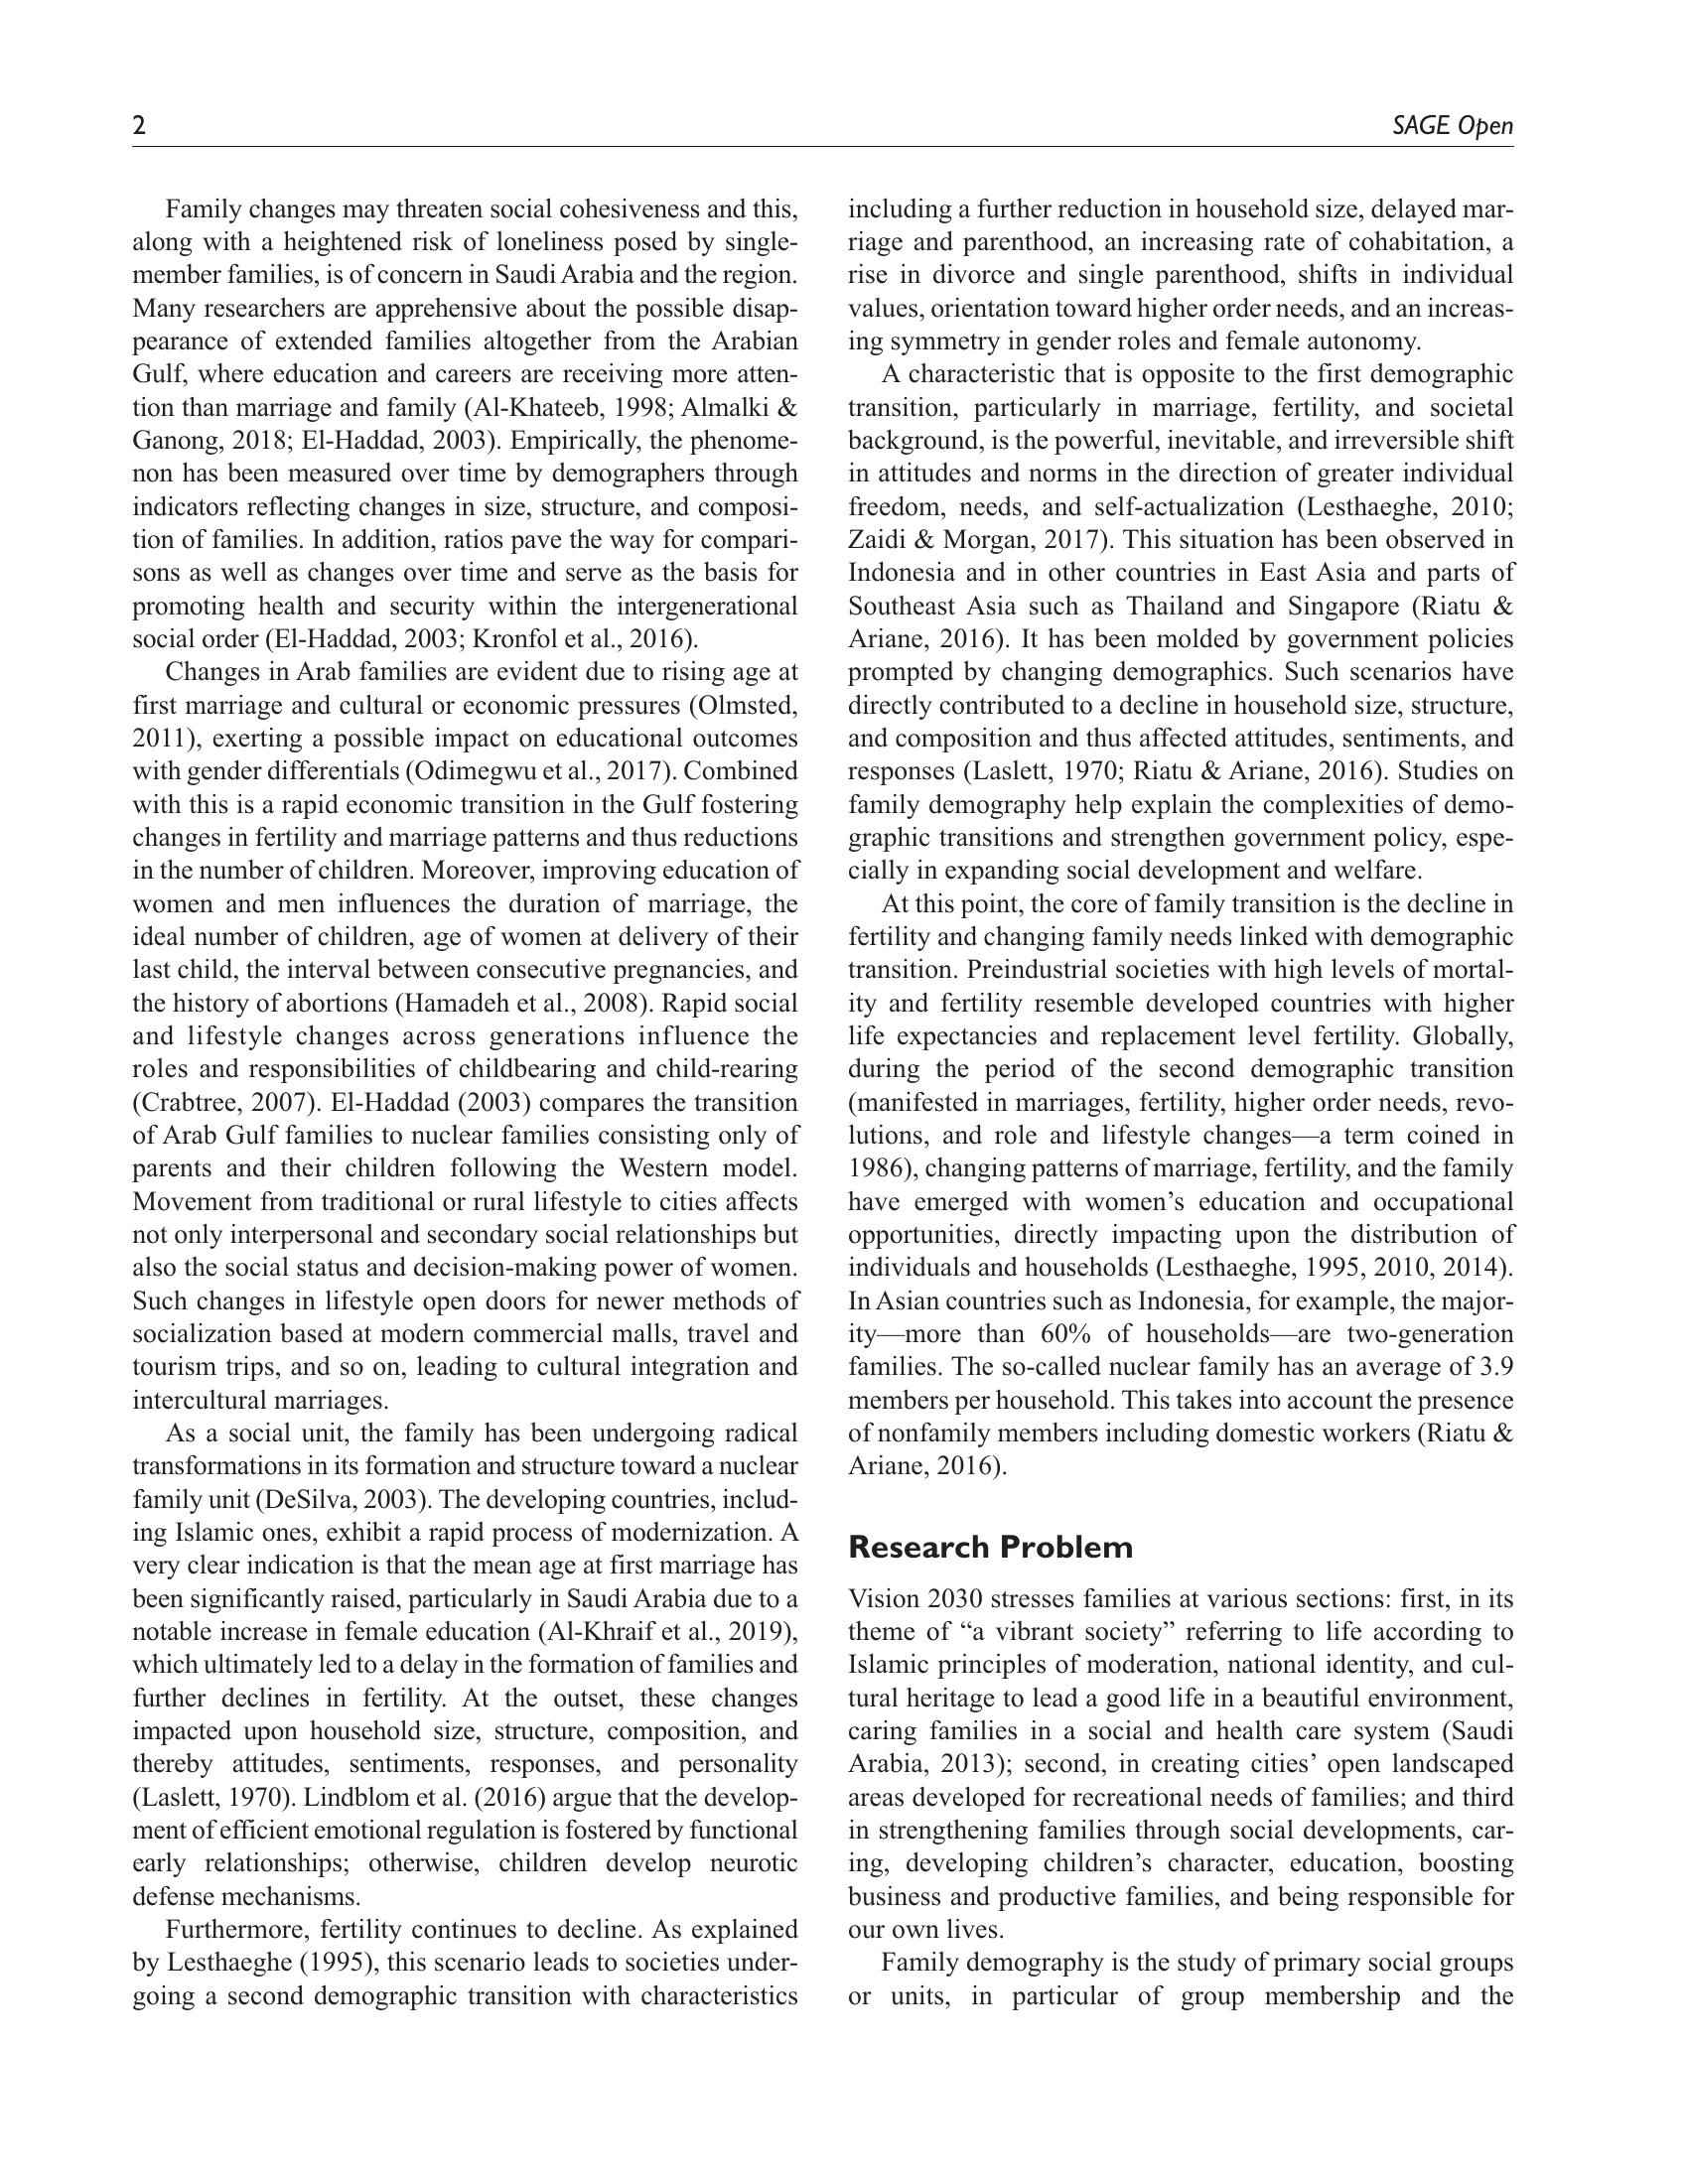 2
SAGE Open
Family changes may threaten social cohesiveness and this,
along with a heightened risk of loneliness posed by single-
member families, is of concern in Saudi Arabia and the region.
Many researchers are apprehensive about the possible disap-
pearance of extended families altogether from the Arabian
Gulf, where education and careers are receiving more atten-
tion than marriage and family (Al-Khateeb, 1998; Almalki &
Ganong, 2018; El-Haddad, 2003). Empirically, the phenome-
non has been measured over time by demographers through
indicators reflecting changes in size, structure, and composi-
tion of families. In addition, ratios pave the way for compari-
sons as well as changes over time and serve as the basis for
promoting health and security within the intergenerational
social order (El-Haddad, 2003; Kronfol et al., 2016).
Changes in Arab families are evident due to rising age at
first marriage and cultural or economic pressures (Olmsted,
2011), exerting a possible impact on educational outcomes
with gender differentials (Odimegwu et al., 2017). Combined
with this is a rapid economic transition in the Gulf fostering
changes in fertility and marriage patterns and thus reductions
in the number of children. Moreover, improving education of
women and men influences the duration of marriage, the
ideal number of children, age of women at delivery of their
last child, the interval between consecutive pregnancies, and
the history of abortions (Hamadeh et al., 2008). Rapid social
and lifestyle changes across generations influence the
roles and responsibilities of childbearing and child-rearing
(Crabtree, 2007). El-Haddad (2003) compares the transition
of Arab Gulf families to nuclear families consisting only of
parents and their children following the Western model.
Movement from traditional or rural lifestyle to cities affects
not only interpersonal and secondary social relationships but
also the social status and decision-making power of women.
Such changes in lifestyle open doors for newer methods of
socialization based at modern commercial malls, travel and
tourism trips, and so on, leading to cultural integration and
intercultural marriages.
As a social unit, the family has been undergoing radical
transformations in its formation and structure toward a nuclear
family unit (DeSilva, 2003). The developing countries, includ-
ing Islamic ones, exhibit a rapid process of modernization. A
very clear indication is that the mean age at first marriage has
been significantly raised, particularly in Saudi Arabia due to a
notable increase in female education (Al-Khraif et al., 2019),
which ultimately led to a delay in the formation of families and
further declines in fertility. At the outset, these changes
impacted upon household size, structure, composition, and
thereby attitudes, sentiments, responses, and personality
(Laslett, 1970). Lindblom et al. (2016) argue that the develop-
ment of efficient emotional regulation is fostered by functional
early relationships; otherwise, children develop neurotic
defense mechanisms.
Furthermore, fertility continues to decline. As explained
by Lesthaeghe (1995), this scenario leads to societies under-
going a second demographic transition with characteristics
including a further reduction in household size, delayed mar-
riage and parenthood, an increasing rate of cohabitation, a
rise in divorce and single parenthood, shifts in individual
values, orientation toward higher order needs, and an increas-
ing symmetry in gender roles and female autonomy.
A characteristic that is opposite to the first demographic
transition, particularly in marriage, fertility, and societal
background, is the powerful, inevitable, and irreversible shift
in attitudes and norms in the direction of greater individual
freedom, needs, and self-actualization (Lesthaeghe, 2010;
Zaidi & Morgan, 2017). This situation has been observed in
Indonesia and in other countries in East Asia and parts of
Southeast Asia such as Thailand and Singapore (Riatu &
Ariane, 2016). It has been molded by government policies
prompted by changing demographics. Such scenarios have
directly contributed to a decline in household size, structure,
and composition and thus affected attitudes, sentiments, and
responses (Laslett, 1970; Riatu & Ariane, 2016). Studies on
family demography help explain the complexities of demo-
graphic transitions and strengthen government policy, espe-
cially in expanding social development and welfare.
At this point, the core of family transition is the decline in
fertility and changing family needs linked with demographic
transition. Preindustrial societies with high levels of mortal-
ity and fertility resemble developed countries with higher
life expectancies and replacement level fertility. Globally,
during the period of the second demographic transition
(manifested in marriages, fertility, higher order needs, revo-
lutions, and role and lifestyle changes—a term coined in
1986), changing patterns of marriage, fertility, and the family
have emerged with women’s education and occupational
opportunities, directly impacting upon the distribution of
individuals and households (Lesthaeghe, 1995, 2010, 2014).
In Asian countries such as Indonesia, for example, the major-
ity—more than 60% of households—are two-generation
families. The so-called nuclear family has an average of 3.9
members per household. This takes into account the presence
of nonfamily members including domestic workers (Riatu &
Ariane, 2016).
Research Problem
Vision 2030 stresses families at various sections: first, in its
theme of “a vibrant society” referring to life according to
Islamic principles of moderation, national identity, and cul-
tural heritage to lead a good life in a beautiful environment,
caring families in a social and health care system (Saudi
Arabia, 2013); second, in creating cities’ open landscaped
areas developed for recreational needs of families; and third
in strengthening families through social developments, car-
ing, developing children’s character, education, boosting
business and productive families, and being responsible for
our own lives.
Family demography is the study of primary social groups
or units, in particular of group membership and the